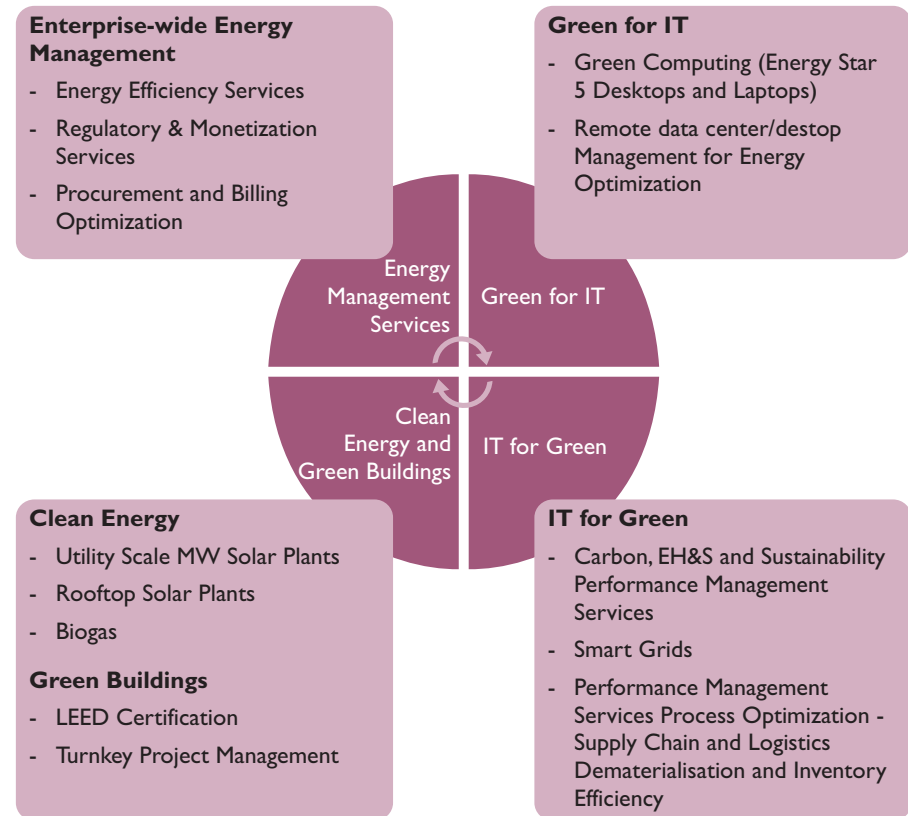 Enterprise-wide Energy
Management
- Energy Efficiency Services
- Regulatory & Monetization
Services
- Procurement and Billing
Optimization
Green for IT
- Green Computing (Energy Star
5 Desktops and Laptops)
- Remote data center/destop
Management for Energy
Optimization
Energy
Management
Services
Green for IT
Clean
Energy and
Green Buildings
IT for Green
Clean Energy
- Utility Scale MW Solar Plants
- Rooftop Solar Plants
- Biogas
Green Buildings
- LEED Certification
- Turnkey Project Management
IT for Green
- Carbon, EH&S and Sustainability
Performance Management
Services
- Smart Grids
- Performance Management
Services Process Optimization -
Supply Chain and Logistics
Dematerialisation and Inventory
Efficiency